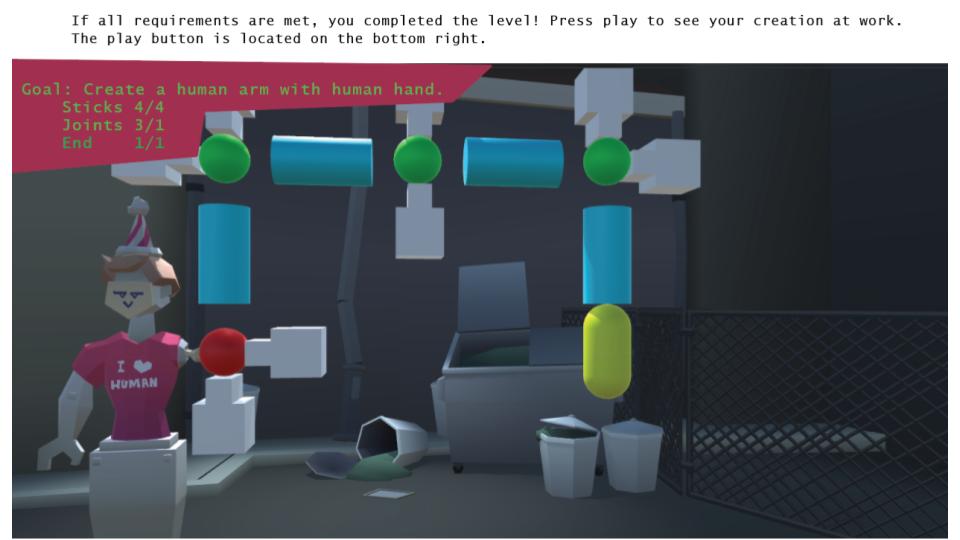 If all requirements are met, you completed the level! Press play to see your creation at work.
The play button is located on the bottom right.
Goal: Create a human arm with human hand.
Sticks 4/4
Joints 3/1
End 1/1
I ❤
HUMAN